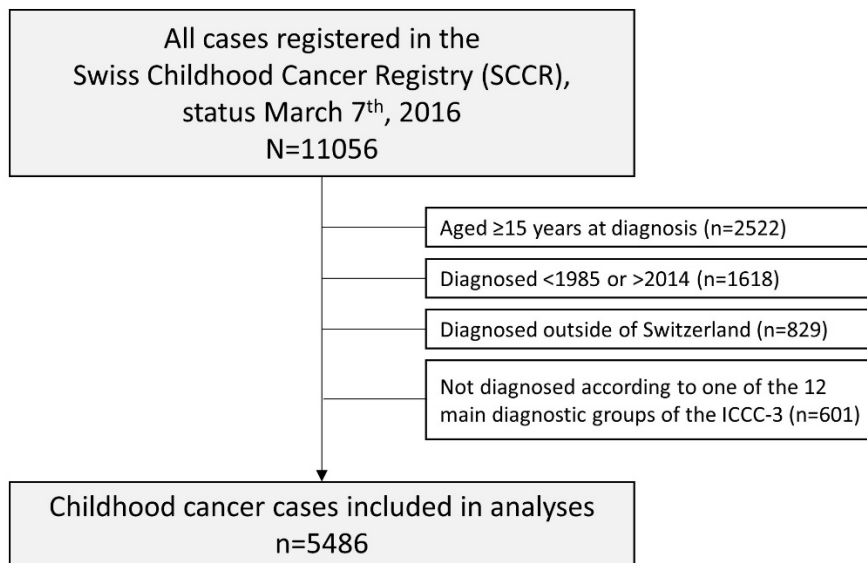 All cases registered in the
Swiss Childhood Cancer Registry (SCCR),
status March 7th, 2016
N=11056
Aged ≥15 years at diagnosis (n=2522)
Diagnosed <1985 or >2014 (n=1618)
Diagnosed outside of Switzerland (n=829)
Not diagnosed according to one of the 12
main diagnostic groups of the ICCC-3 (n=601)
Childhood cancer cases included in analyses
n=5486